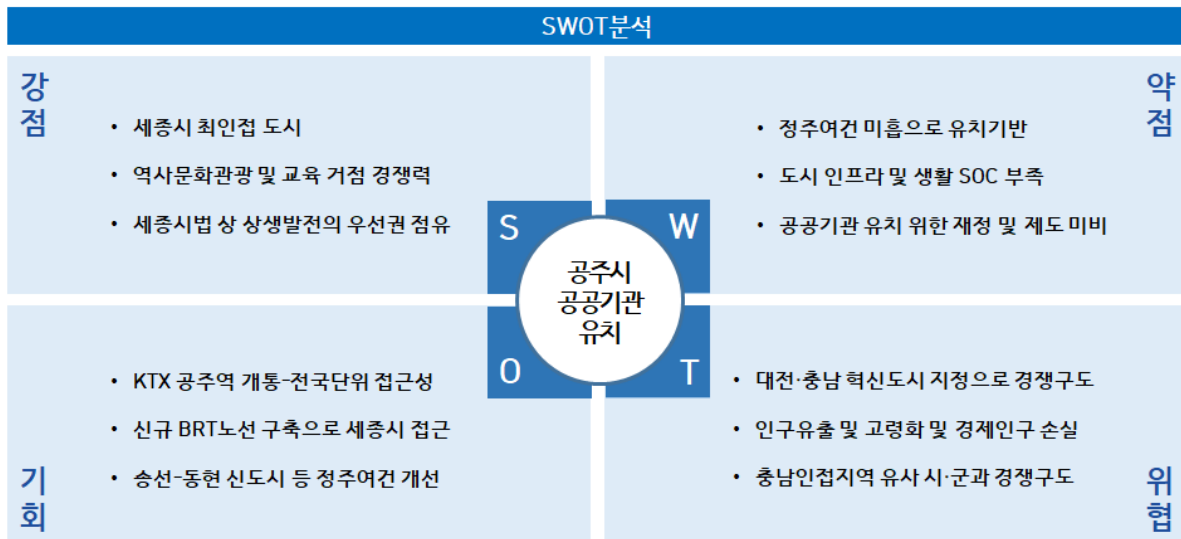 SWOT분석
강점
• 세종시 최인접 도시
• 역사문화관광 및 교육 거점 경쟁력
• 세종시법 상 상생발전의 우선권 점유
약점
• 정주여건 미흡으로 유치기반
• 도시 인프라 및 생활 SOC 부족
• 공공기관 유치 위한 재정 및 제도 미비
S
W
공주시
공공기관
유치
O
T
기회
• KTX 공주역 개통-전국단위 접근성
• 신규 BRT노선 구축으로 세종시 접근
• 송선-동현 신도시 등 정주여건 개선
위협
• 대전·충남 혁신도시 지정으로 경쟁구도
• 인구유출 및 고령화 및 경제인구 손실
• 충남인접지역 유사 시·군과 경쟁구도